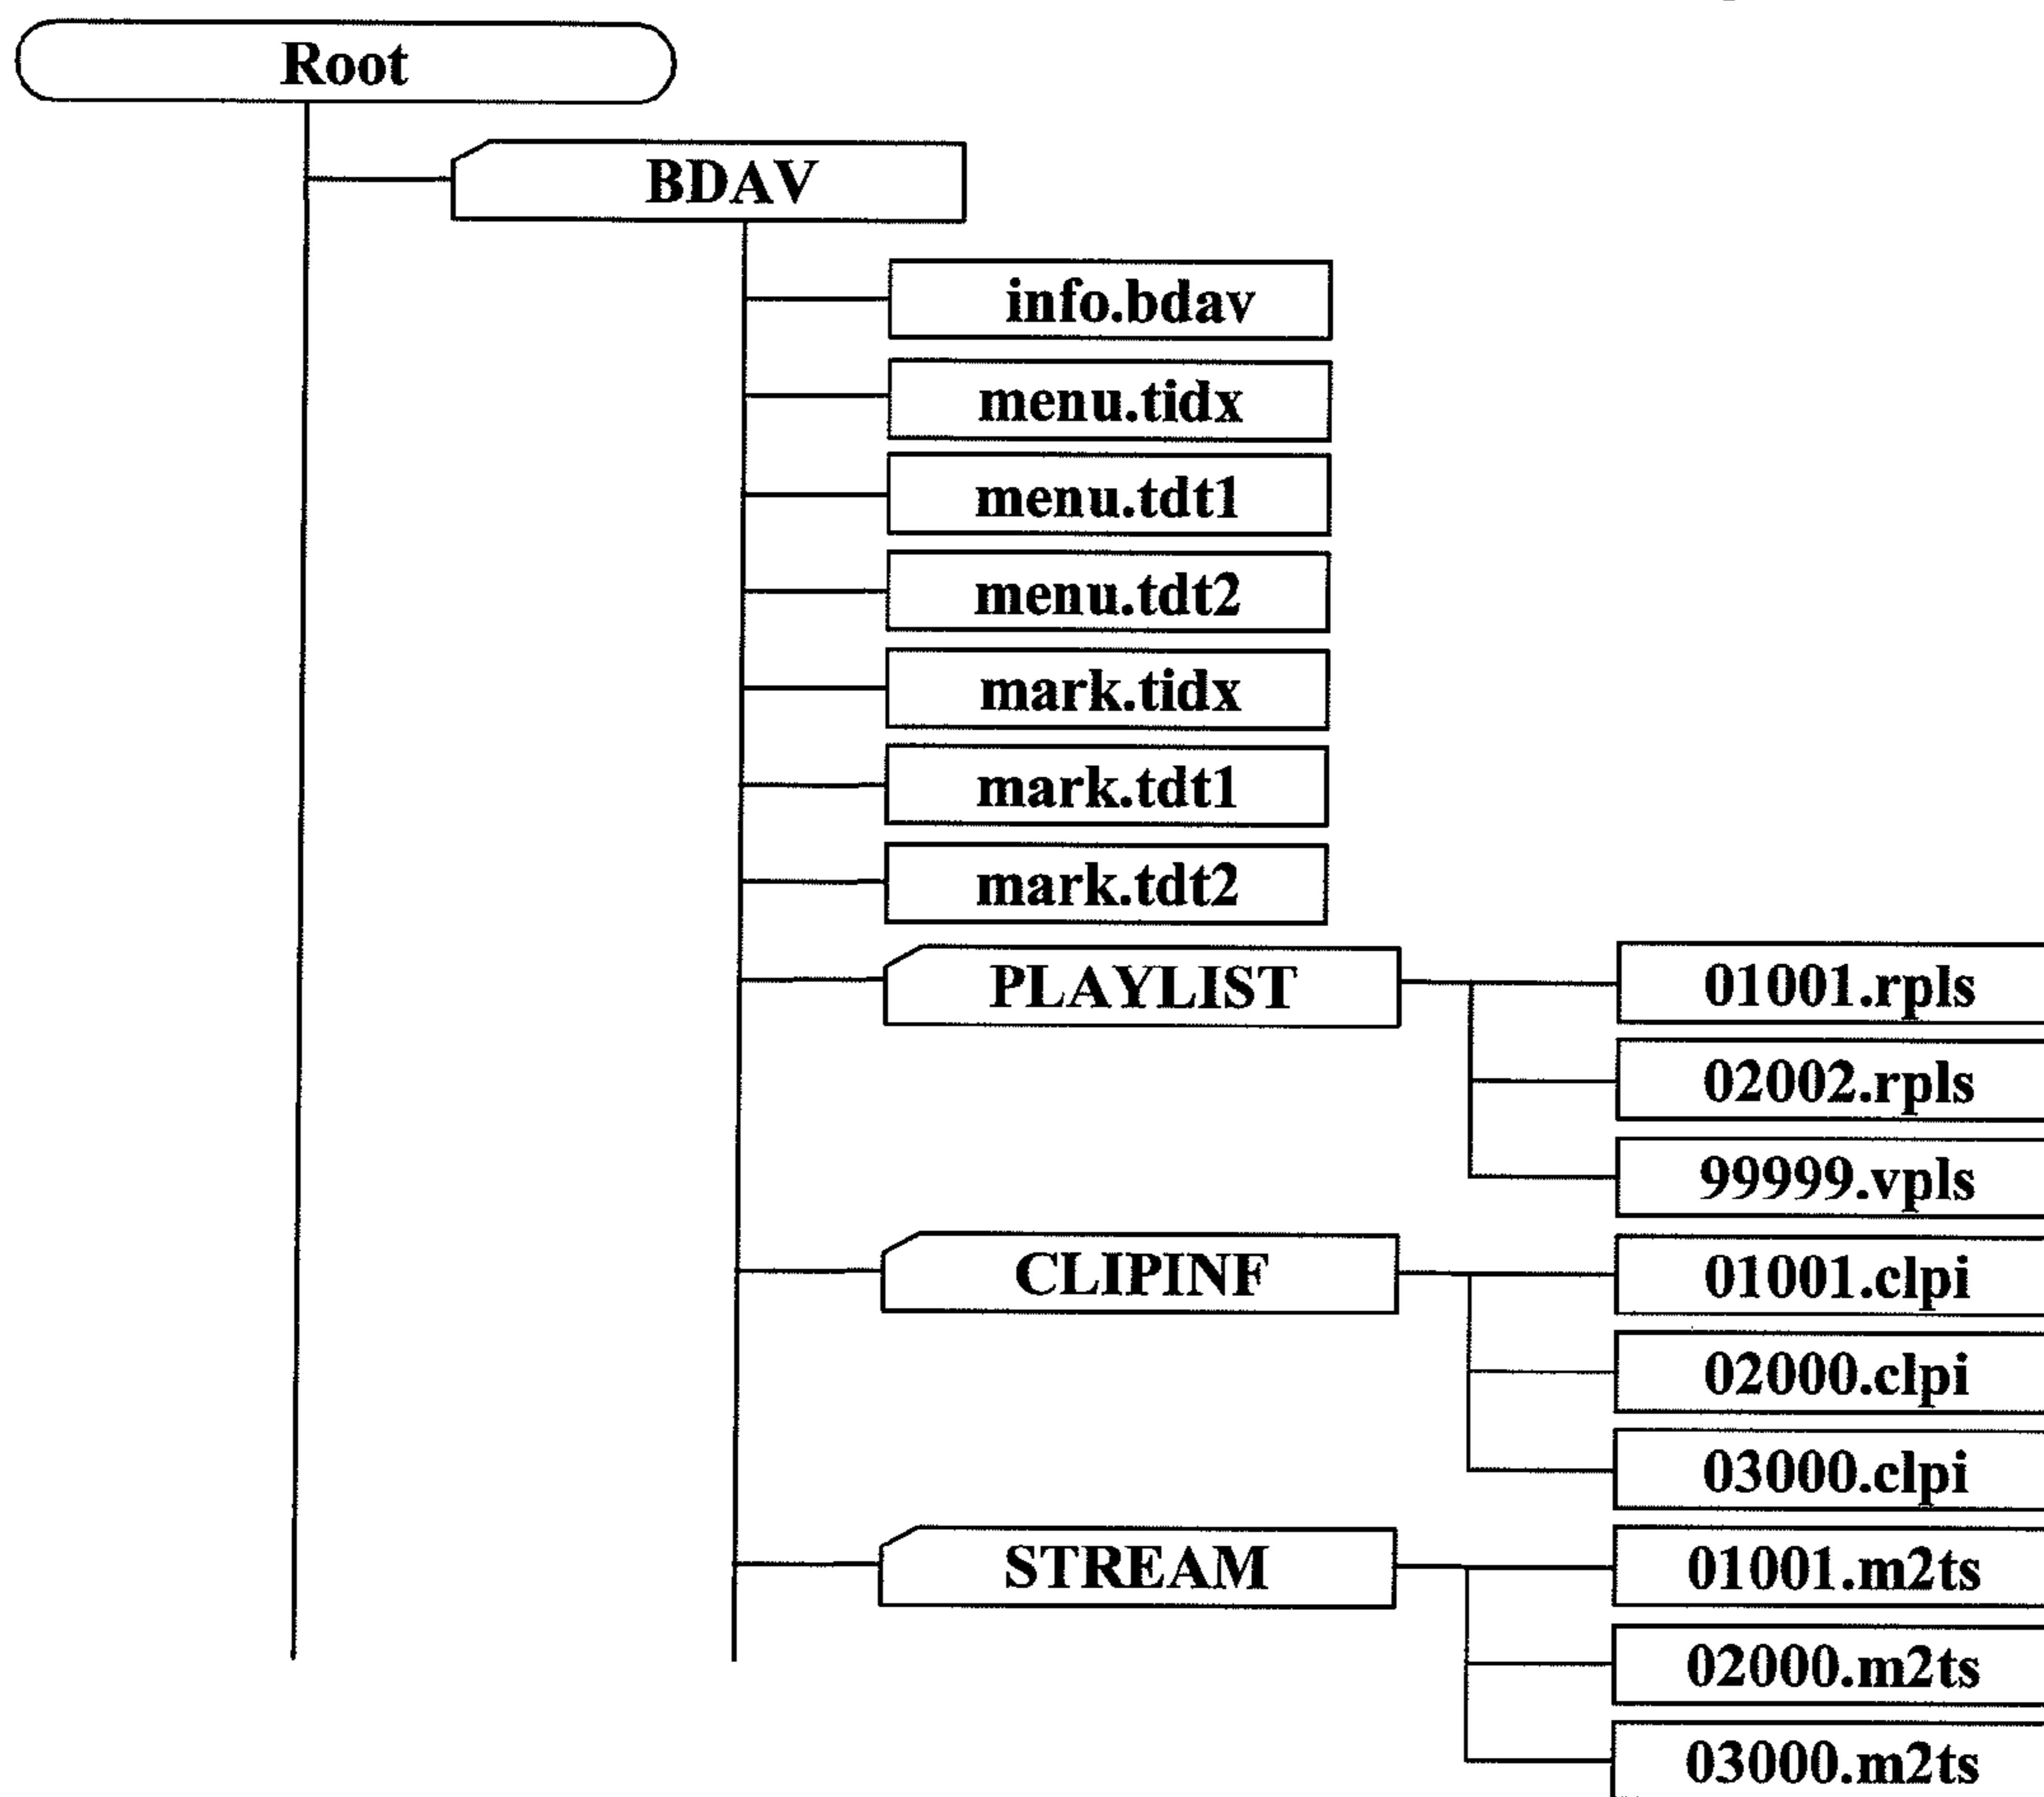 Root
BDAV
info.bdav
menu.tidx
menu.tdt1
menu.tdt2
mark.tidx
mark.tdt1
mark.tdt2
PLAYLIST
01001.rpls
02002.rpls
99999.vpls
CLIPINF
01001.clpi
02000.clpi
03000.clpi
STREAM
01001.m2ts
02000.m2ts
03000.m2ts